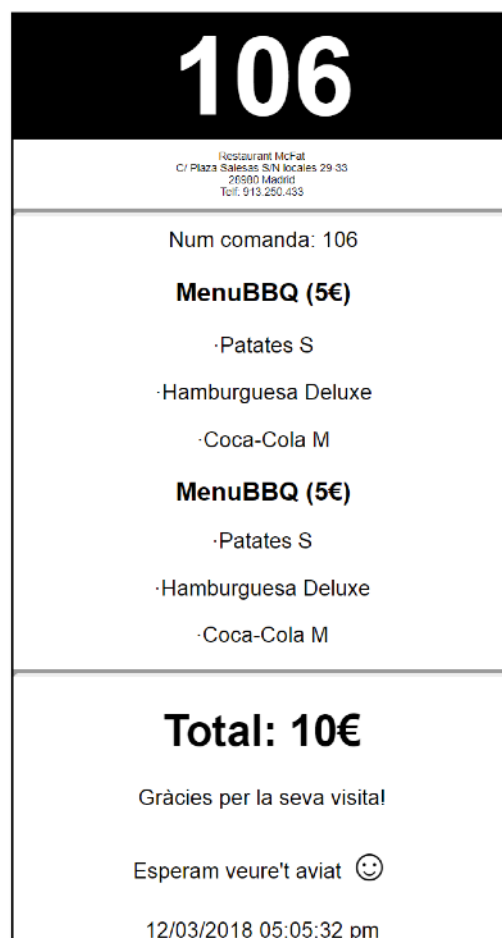 106
Restaurant McFat
C/ Plaza Salesas S/N locales 29-33
28980 Madrid
Telf: 913.250.433
Num comanda: 106
MenuBBQ (5€)
·Patates S
·Hamburguesa Deluxe
·Coca-Cola M
MenuBBQ (5€)
·Patates S
·Hamburguesa Deluxe
·Coca-Cola M
Total: 10€
Gràcies per la seva visita!
Esperam veure't aviat ☺
12/03/2018 05:05:32 pm